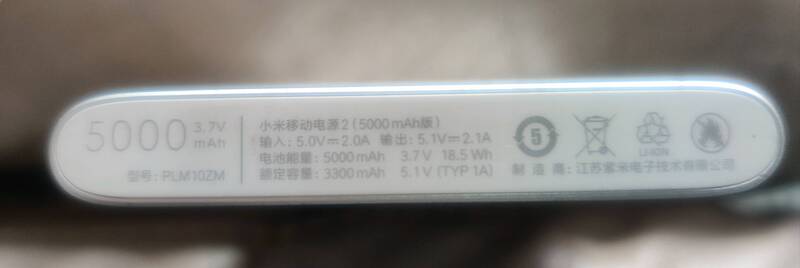 5000 3.7V mAh
型号: PLM10ZM
小米移动电源2 (5000mAh版)
输入: 5.0V⎓2.0A 输出: 5.1V⎓2.1A
电池能量: 5000mAh 3.7V 18.5Wh
额定容量: 3300mAh 5.1V (TYP 1A)
5
Li-ION
制造商: 江苏紫米电子技术有限公司